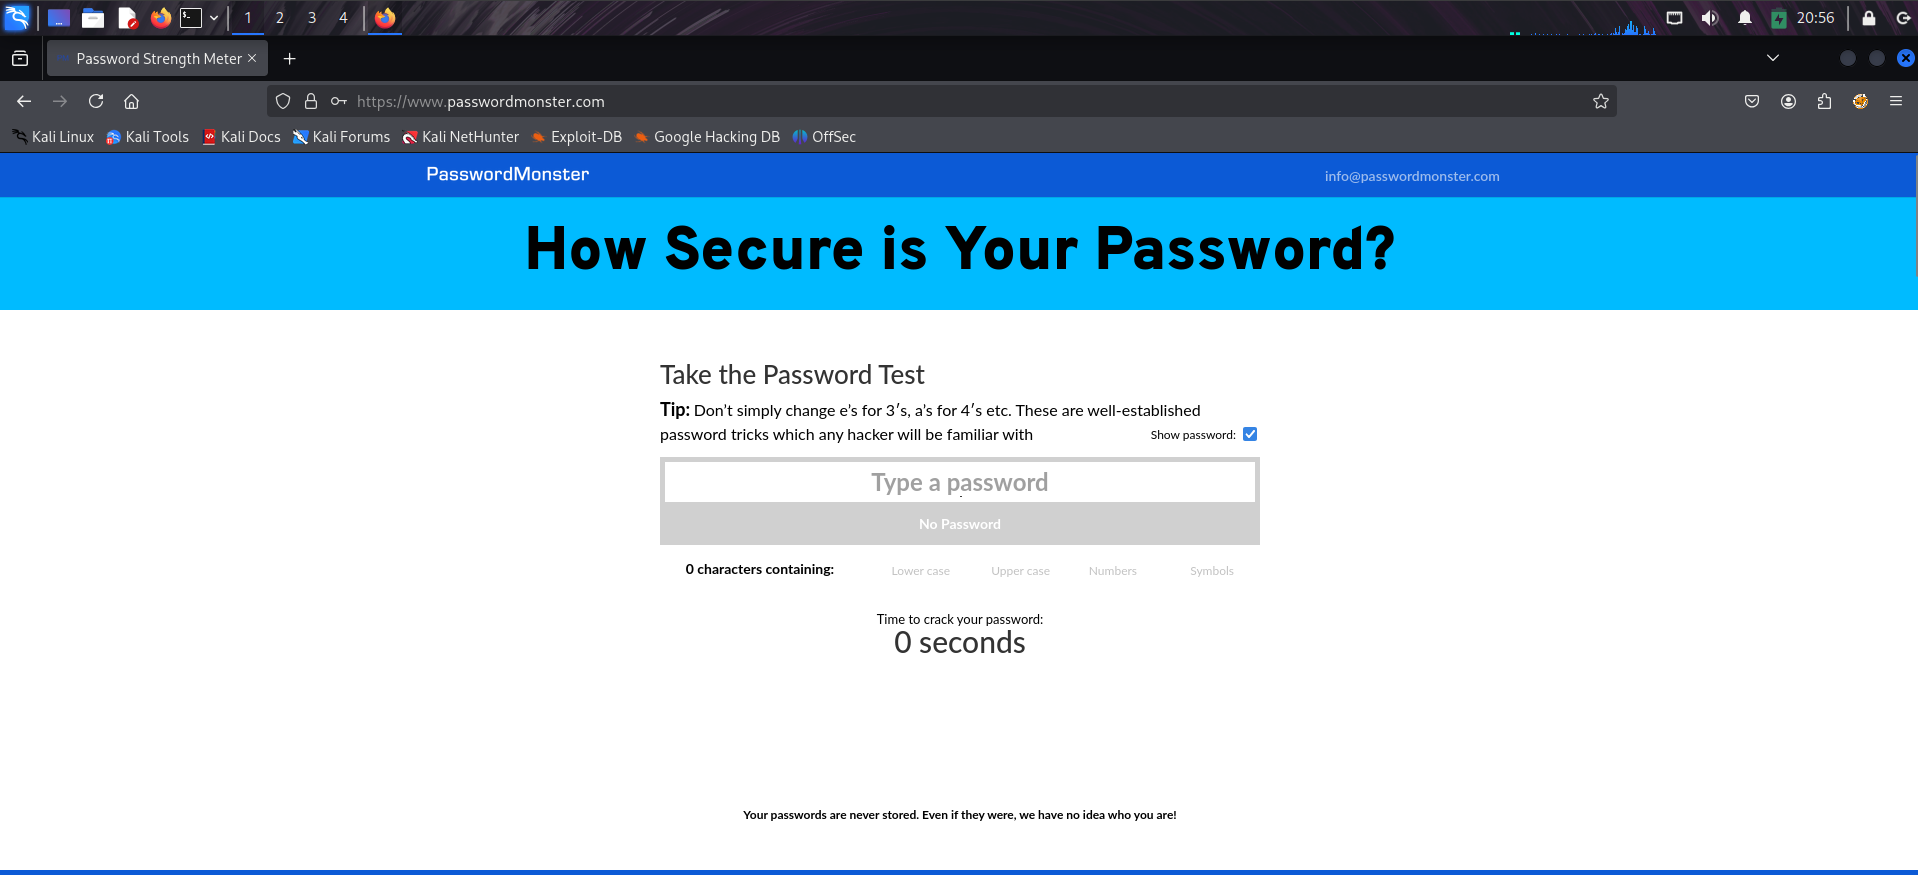 1 2 3 4 20:56
Password Strength Meter
https://www.passwordmonster.com
Kali Linux Kali Tools Kali Docs Kali Forums Kali NetHunter Exploit-DB Google Hacking DB OffSec
PasswordMonster info@passwordmonster.com
How Secure is Your Password?
Take the Password Test
Tip: Don’t simply change e’s for 3′s, a’s for 4′s etc. These are well-established
password tricks which any hacker will be familiar with Show password:
Type a password
No Password
0 characters containing: Lower case Upper case Numbers Symbols
Time to crack your password:
0 seconds
Your passwords are never stored. Even if they were, we have no idea who you are!